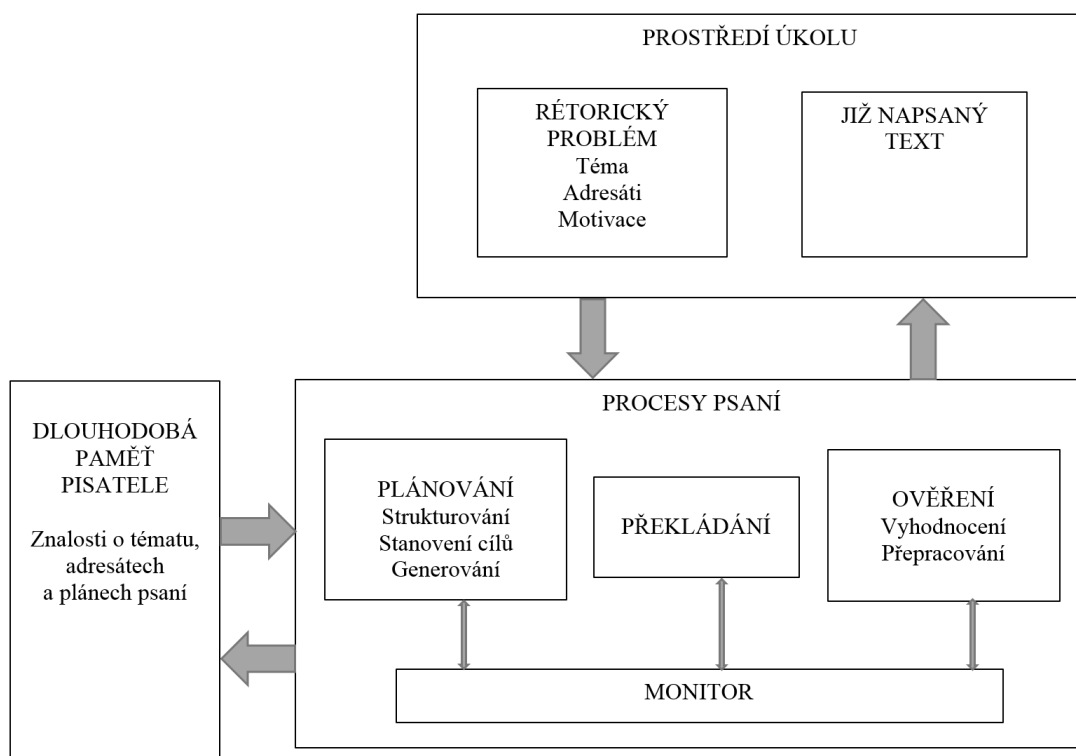 PROSTŘEDÍ ÚKOLU
RÉTORICKÝ
PROBLÉM
Téma
Adresáti
Motivace
JIŽ NAPSANÝ
TEXT
DLOUHODOBÁ
PAMĚŤ
PISATELE
Znalosti o tématu,
adresátech
a plánech psaní
PROCESY PSANÍ
PLÁNOVÁNÍ
Strukturování
Stanovení cílů
Generování
PŘEKLÁDÁNÍ
OVĚŘENÍ
Vyhodnocení
Přepracování
MONITOR